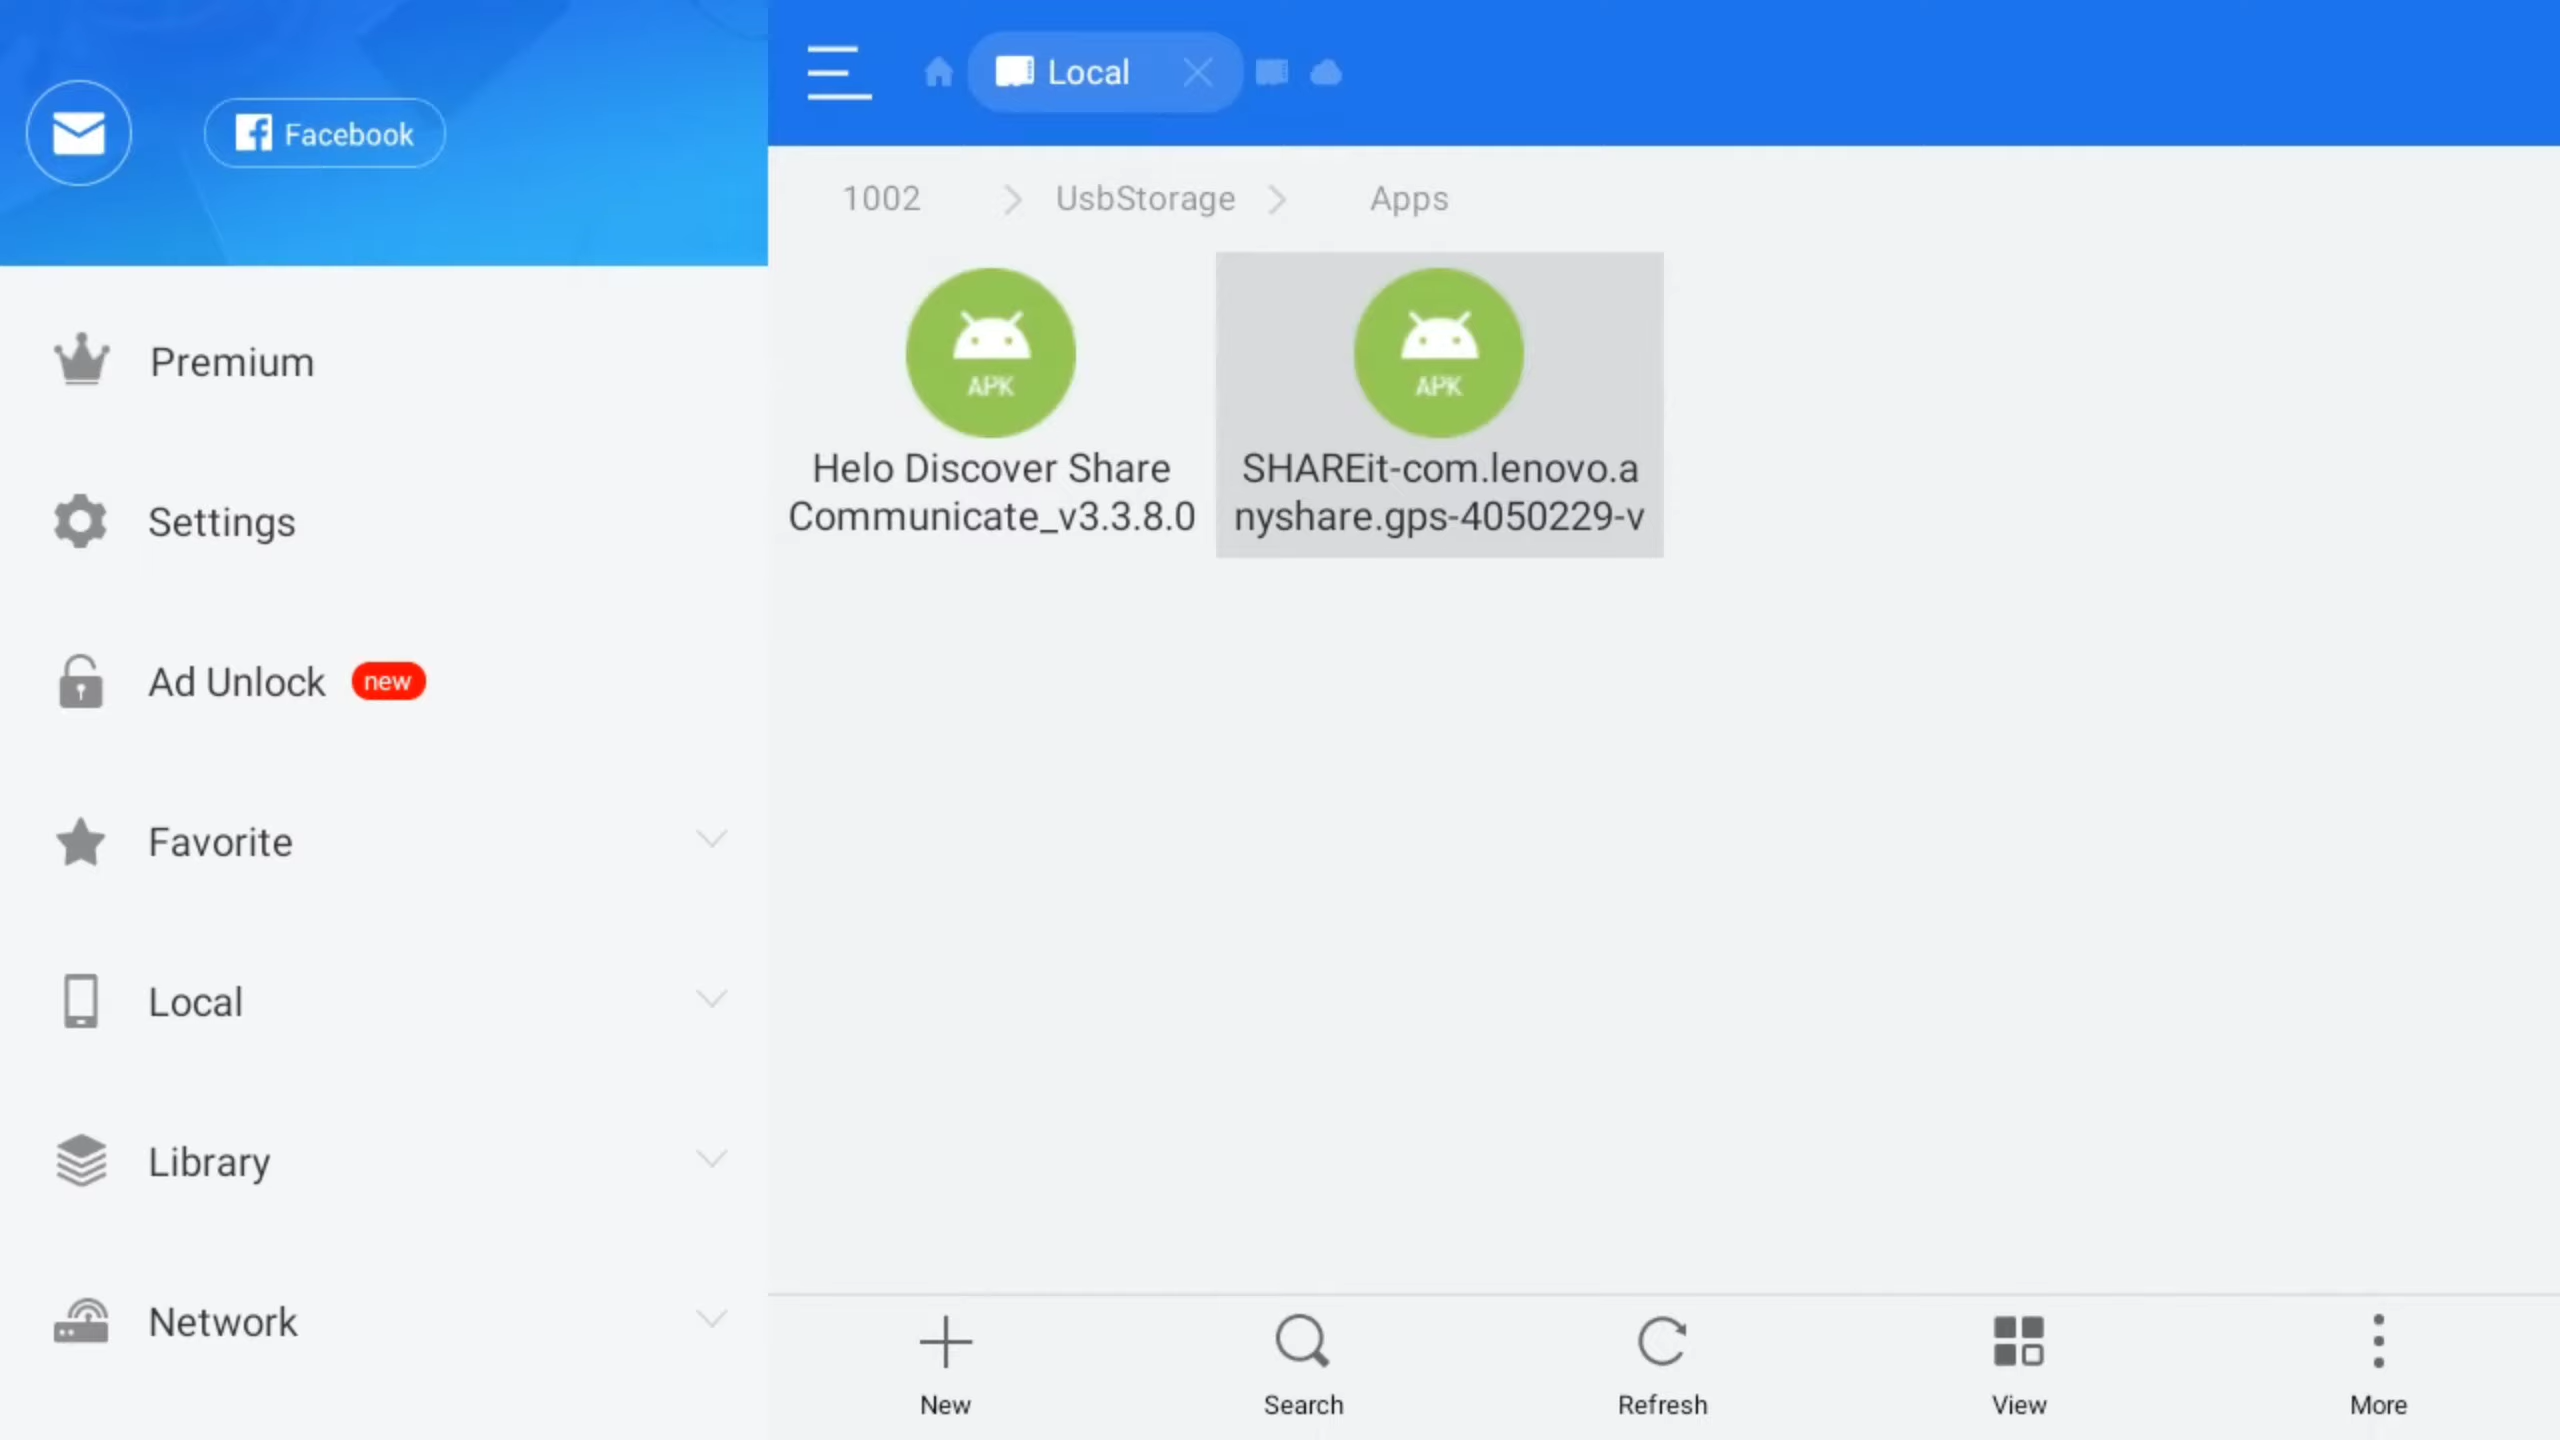 Facebook
Premium
Settings
Ad Unlock new
Favorite
Local
Library
Network
Local
1002 UsbStorage Apps
APK
Helo Discover Share
Communicate_v3.3.8.0
APK
SHAREit-com.lenovo.a
nyshare.gps-4050229-v
New Search Refresh View More